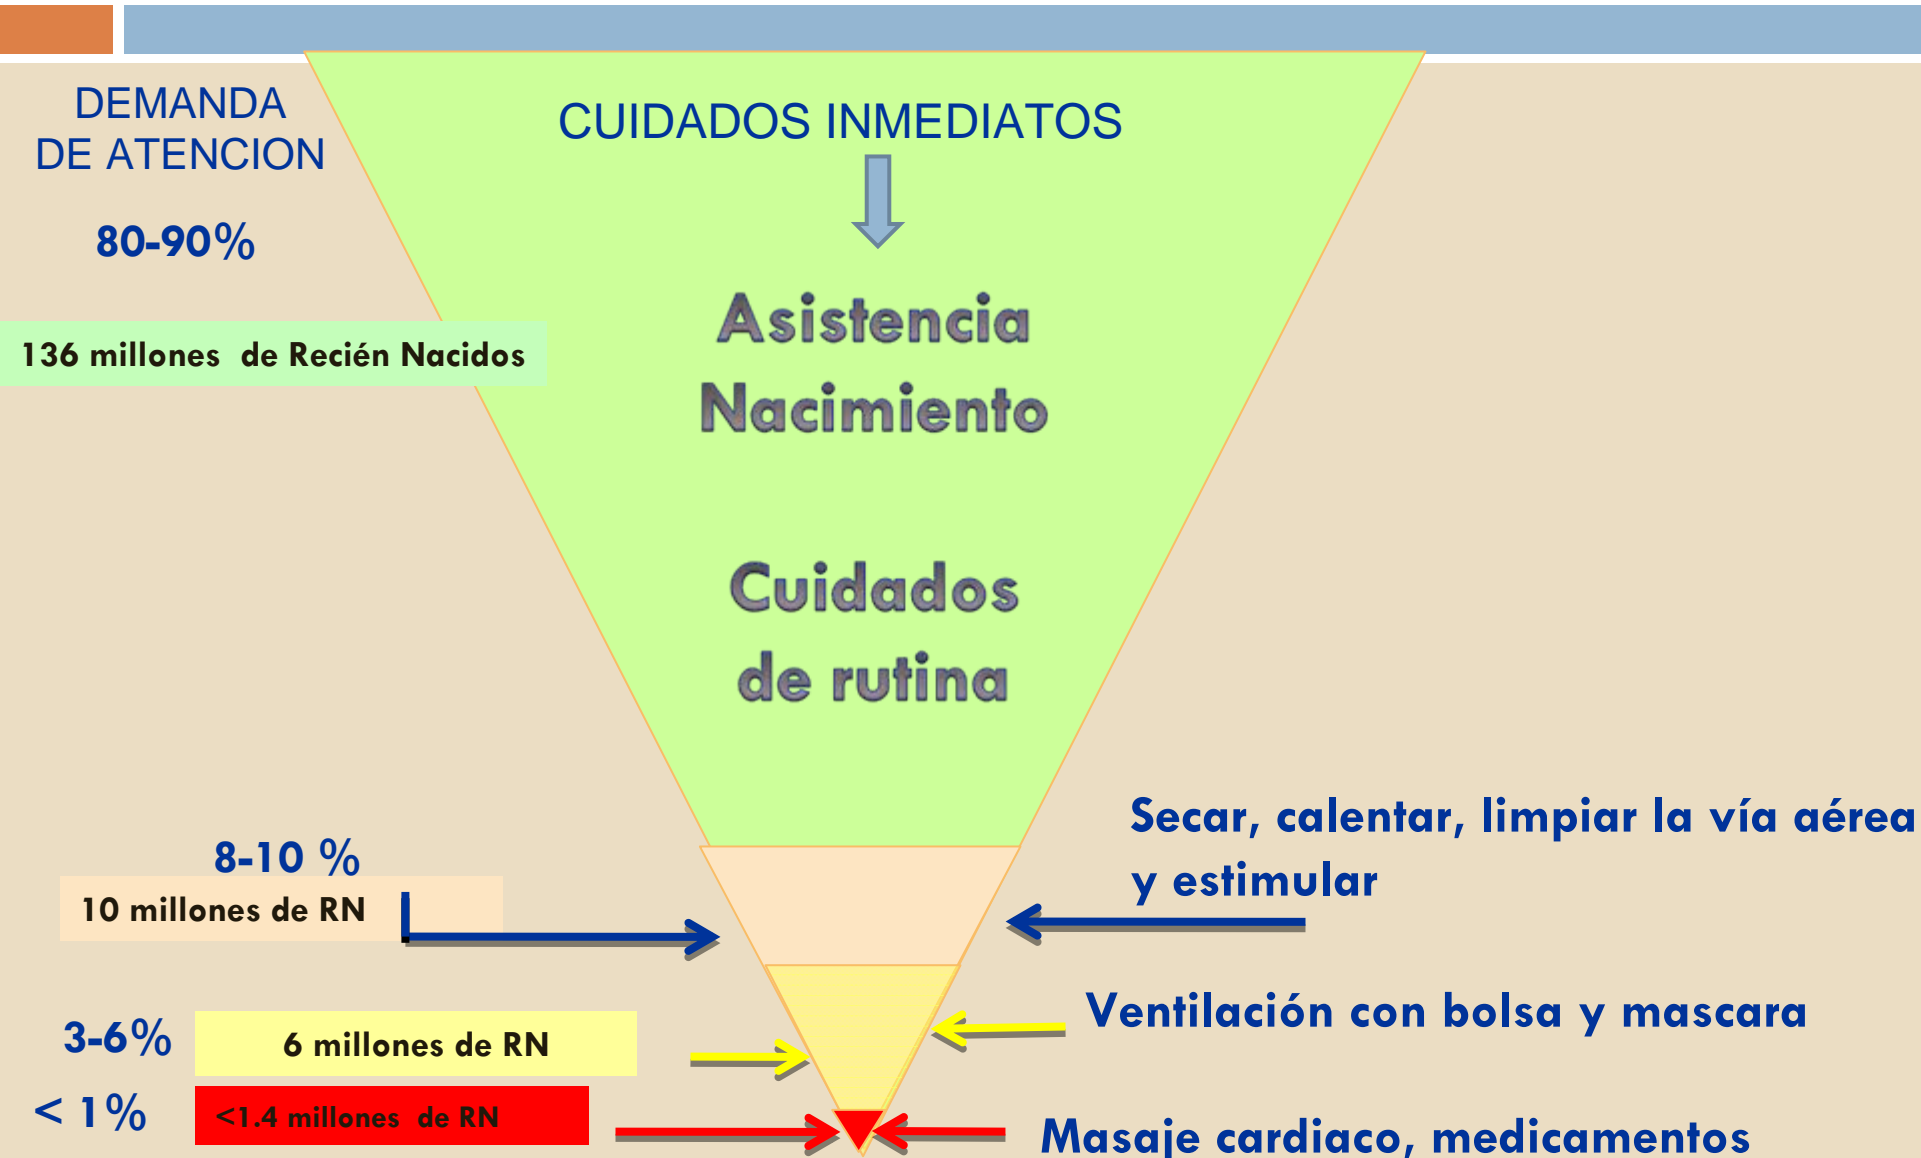 DEMANDA
DE ATENCION
CUIDADOS INMEDIATOS
80-90%
136 millones de Recién Nacidos
Asistencia
Nacimiento
Cuidados
de rutina
8-10 %
10 millones de RN
Secar, calentar, limpiar la vía aérea
y estimular
3-6%
6 millones de RN
Ventilación con bolsa y mascara
< 1%
<1.4 millones de RN
Masaje cardiaco, medicamentos